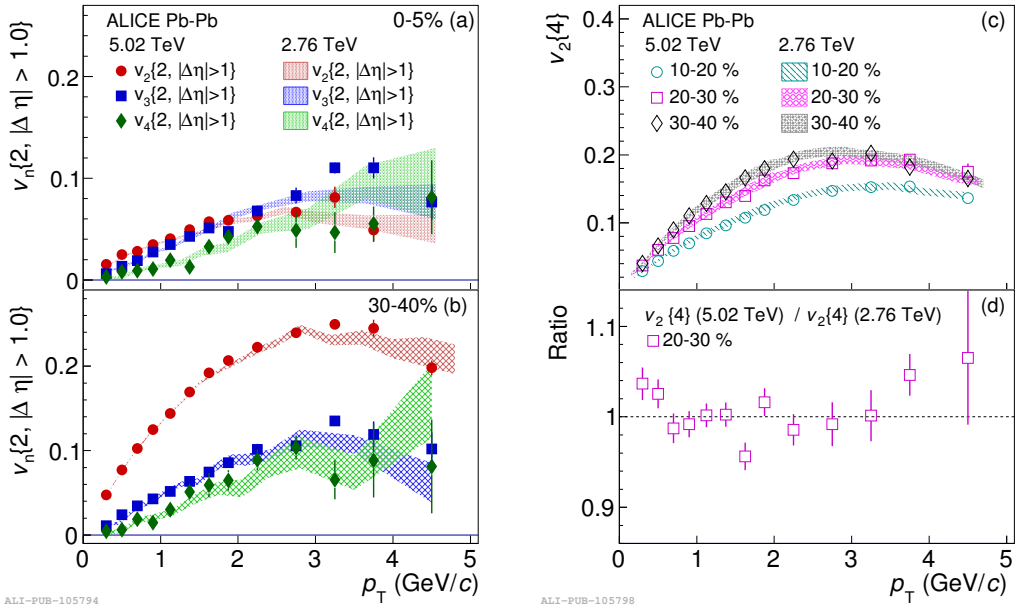 ALICE Pb-Pb 0-5% (a)
5.02 TeV 2.76 TeV
v2{2, |Δη|>1} v2{2, |Δη|>1}
v3{2, |Δη|>1} v3{2, |Δη|>1}
v4{2, |Δη|>1} v4{2, |Δη|>1}
vn{2, |Δ η| > 1.0}
0.2
0.1
0
30-40% (b)
vn{2, |Δ η| > 1.0}
0.2
0.1
0
0 1 2 3 4 5
pT (GeV/c)
ALI-PUB-105794
ALICE Pb-Pb (c)
5.02 TeV 2.76 TeV
10-20 % 10-20 %
20-30 % 20-30 %
30-40 % 30-40 %
v2{4}
0.4
0.3
0.2
0.1
(d)
v2 {4} (5.02 TeV) / v2{4} (2.76 TeV)
20-30 %
Ratio
1.1
1
0.9
0 1 2 3 4 5
pT (GeV/c)
ALI-PUB-105798